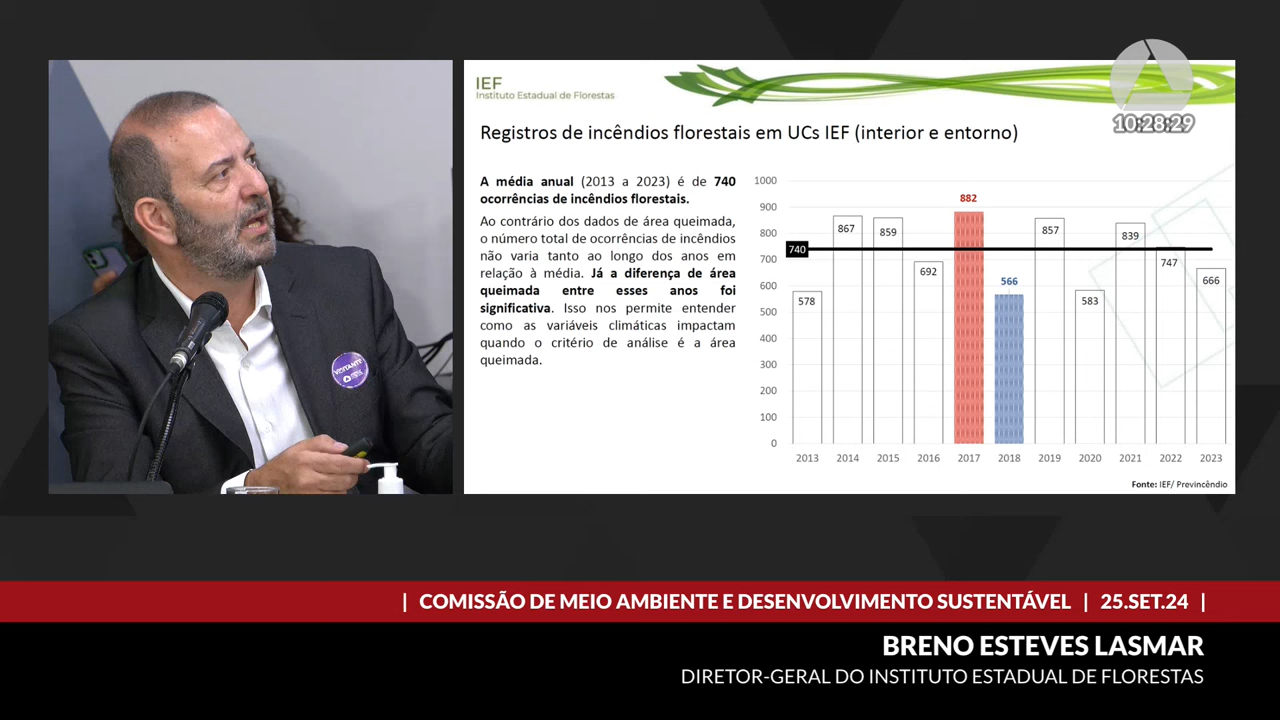 IEF
Instituto Estadual de Florestas
10:28:29
Registros de incêndios florestais em UCs IEF (interior e entorno)
A média anual (2013 a 2023) é de 740
ocorrências de incêndios florestais.
Ao contrário dos dados de área queimada,
o número total de ocorrências de incêndios
não varia tanto ao longo dos anos em
relação à média. Já a diferença de área
queimada entre esses anos foi
significativa. Isso nos permite entender
como as variáveis climáticas impactam
quando o critério de análise é a área
queimada.
1000
900
800
700
600
500
400
300
200
100
0
740
578
867
859
692
882
566
857
583
839
747
666
2013 2014 2015 2016 2017 2018 2019 2020 2021 2022 2023
Fonte: IEF/ Previncêndio
VISITANTE
| COMISSÃO DE MEIO AMBIENTE E DESENVOLVIMENTO SUSTENTÁVEL | 25.SET.24 |
BRENO ESTEVES LASMAR
DIRETOR-GERAL DO INSTITUTO ESTADUAL DE FLORESTAS